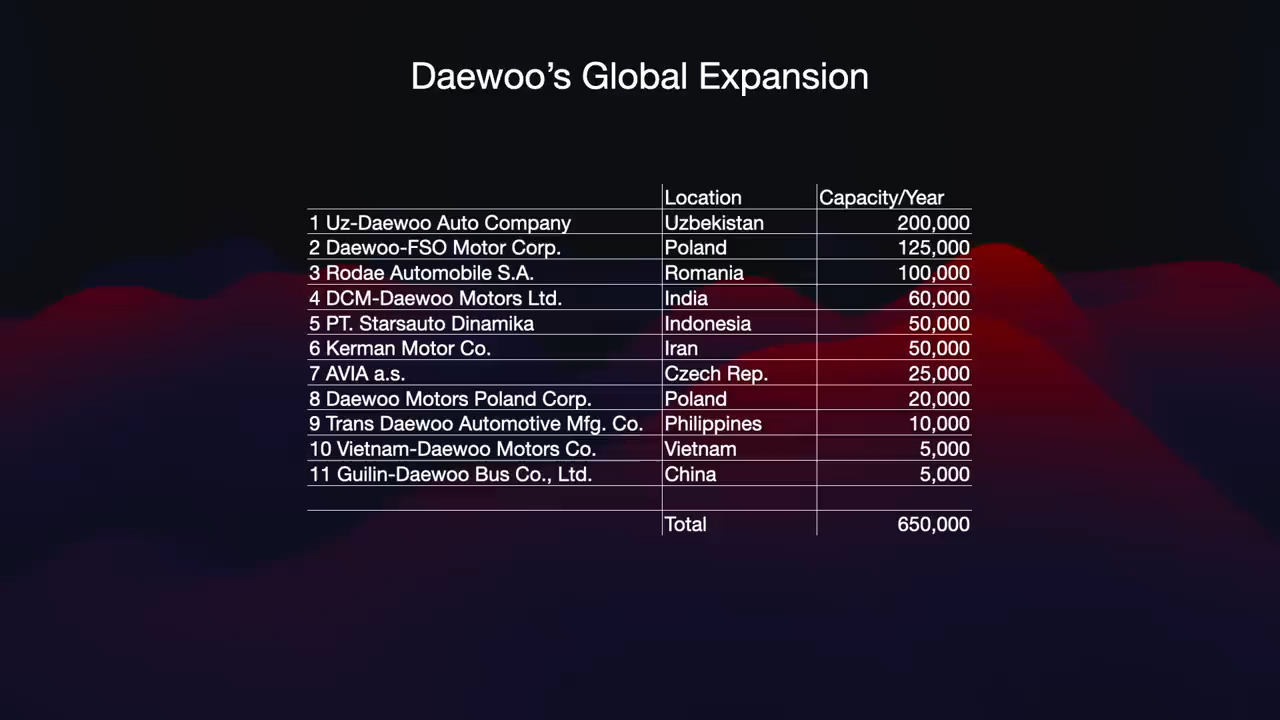 Daewoo’s Global Expansion
Location Capacity/Year
1 Uz-Daewoo Auto Company Uzbekistan 200,000
2 Daewoo-FSO Motor Corp. Poland 125,000
3 Rodae Automobile S.A. Romania 100,000
4 DCM-Daewoo Motors Ltd. India 60,000
5 PT. Starsauto Dinamika Indonesia 50,000
6 Kerman Motor Co. Iran 50,000
7 AVIA a.s. Czech Rep. 25,000
8 Daewoo Motors Poland Corp. Poland 20,000
9 Trans Daewoo Automotive Mfg. Co. Philippines 10,000
10 Vietnam-Daewoo Motors Co. Vietnam 5,000
11 Guilin-Daewoo Bus Co., Ltd. China 5,000
Total 650,000